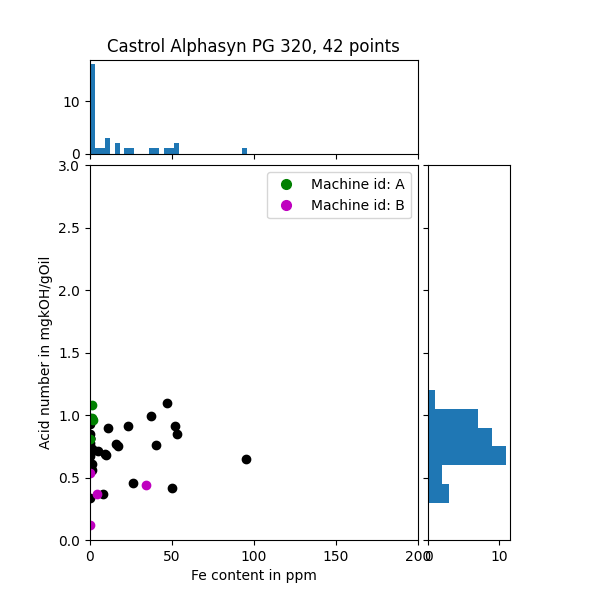 Castrol Alphasyn PG 320, 42 points
10
0
3.0
2.5
2.0
1.5
1.0
0.5
0.0
Acid number in mgkOH/gOil
Machine id: A
Machine id: B
0 50 100 150 200
0 10
Fe content in ppm